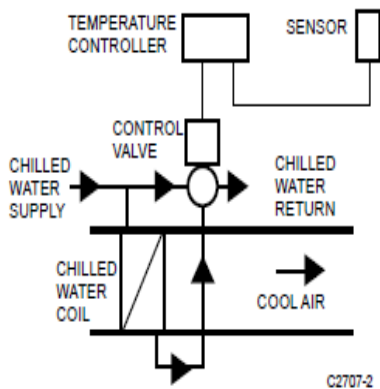 TEMPERATURE
CONTROLLER
SENSOR
CONTROL
VALVE
CHILLED
WATER
SUPPLY
CHILLED
WATER
RETURN
CHILLED
WATER
COIL
COOL AIR
C2707-2